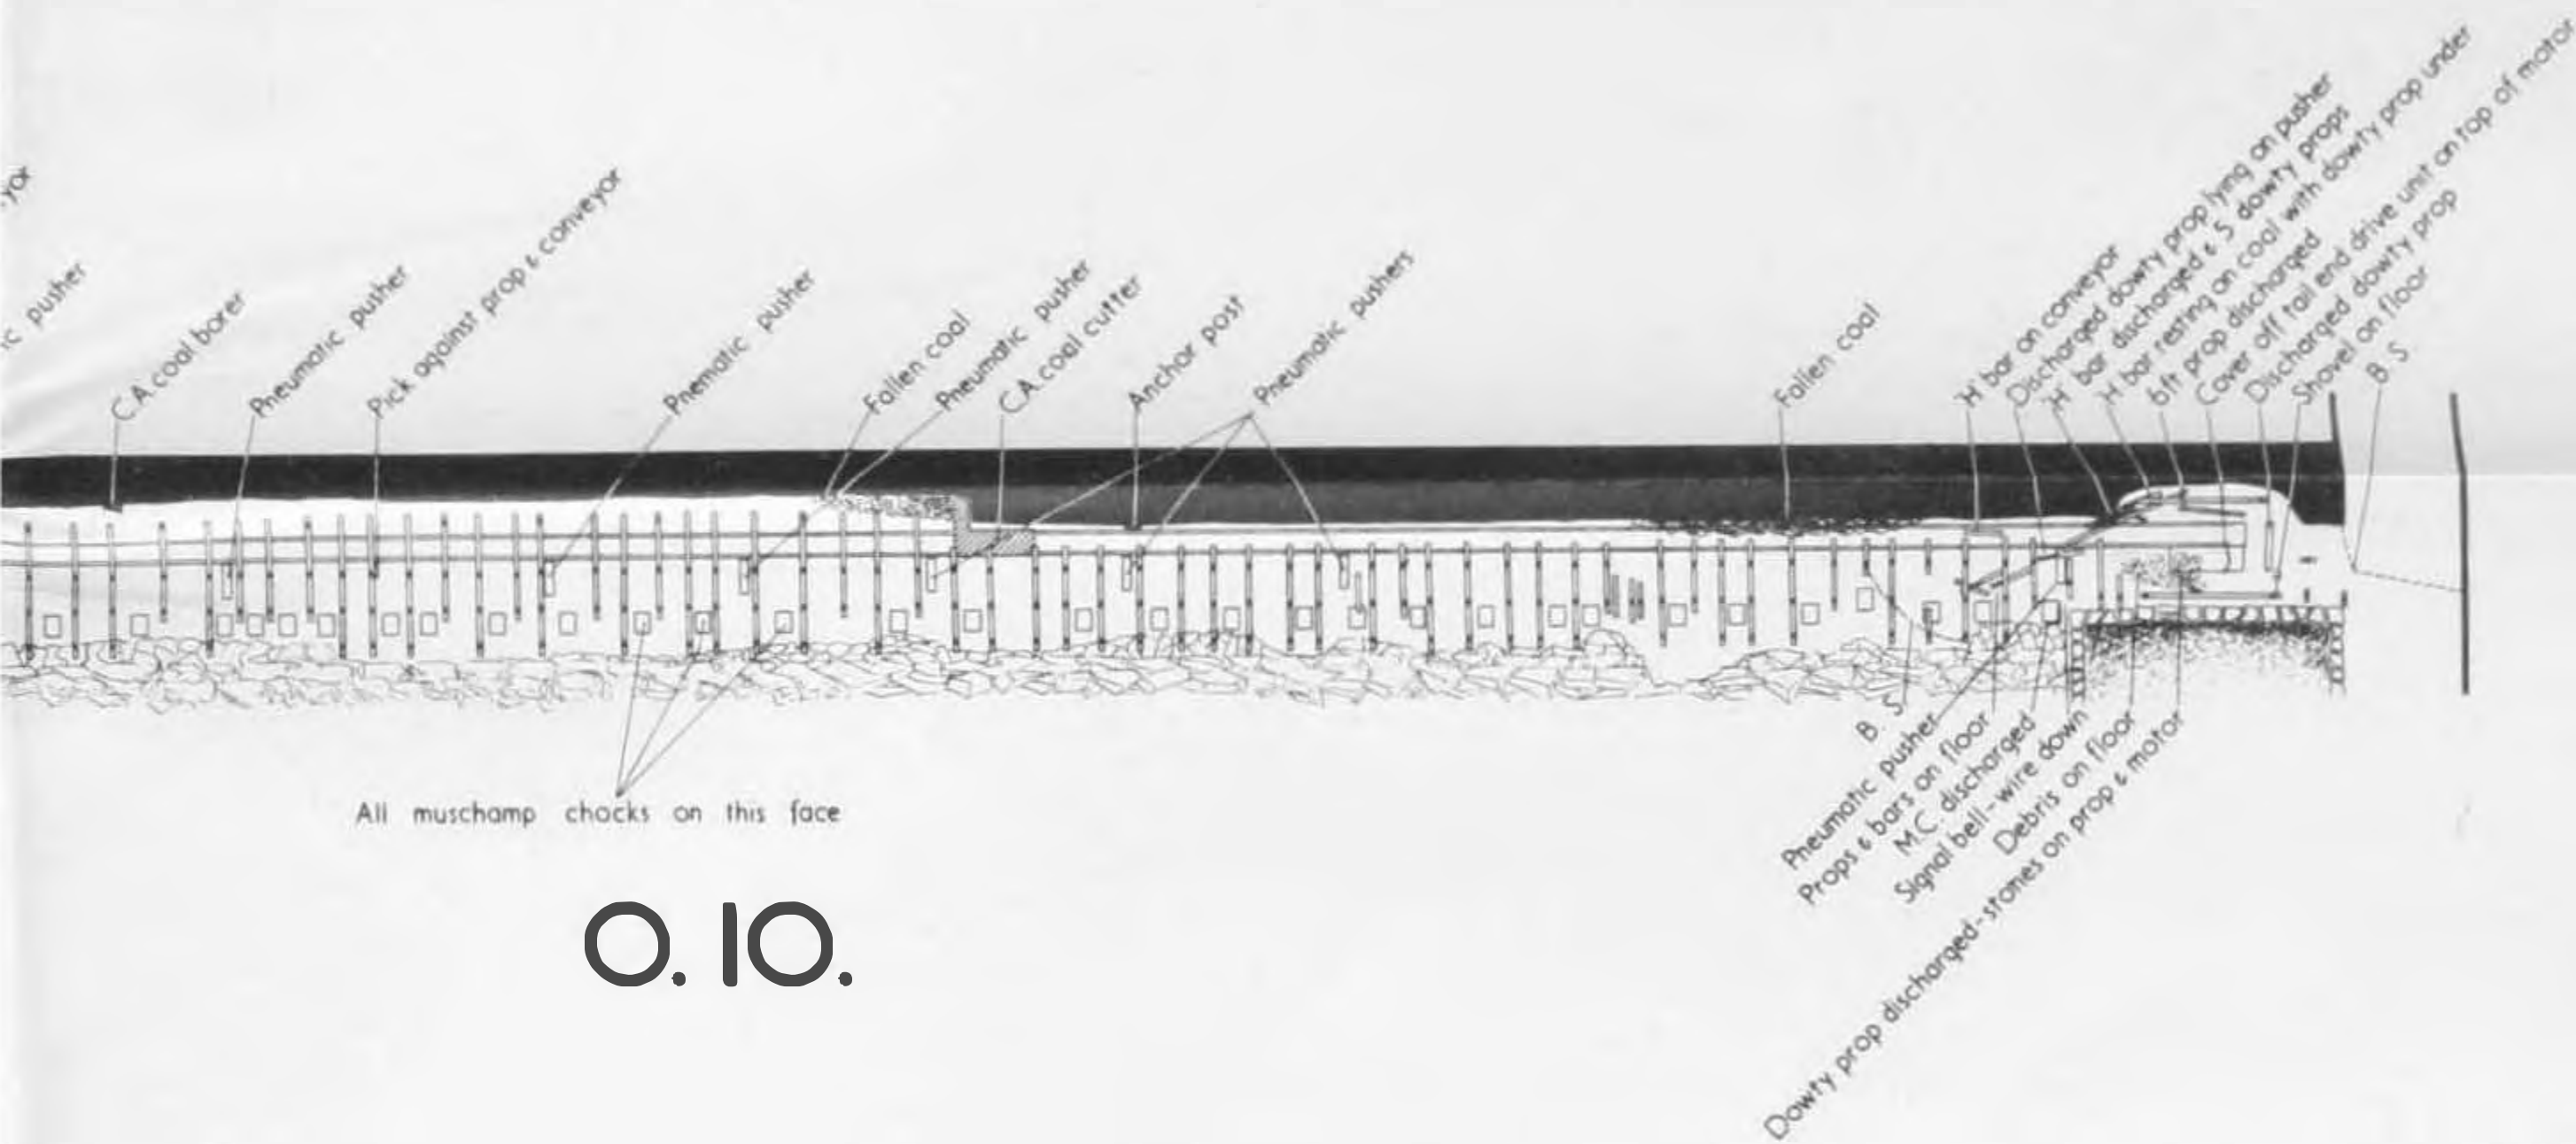 yor
ic pusher
C.A. coal borer
Pneumatic pusher
Pick against prop & conveyor
Pnematic pusher
Fallen coal
Pneumatic pusher
C.A. coal cutter
Anchor post
Pneumatic pushers
Fallen coal
'H' bar on conveyor
Discharged dowty prop lying on pusher
'H' bar discharged & 5 dowty props
'H' bar resting on coal with dowty prop under
6ft prop discharged
Cover off tail end drive unit on top of motor
Discharged dowty prop
Shovel on floor
B. S.
B. S.
Pneumatic pusher
Props & bars on floor
M.C. discharged
Signal bell-wire down
Debris on floor
Dowty prop discharged-stones on prop & motor
All muschamp chocks on this face
O. 10.